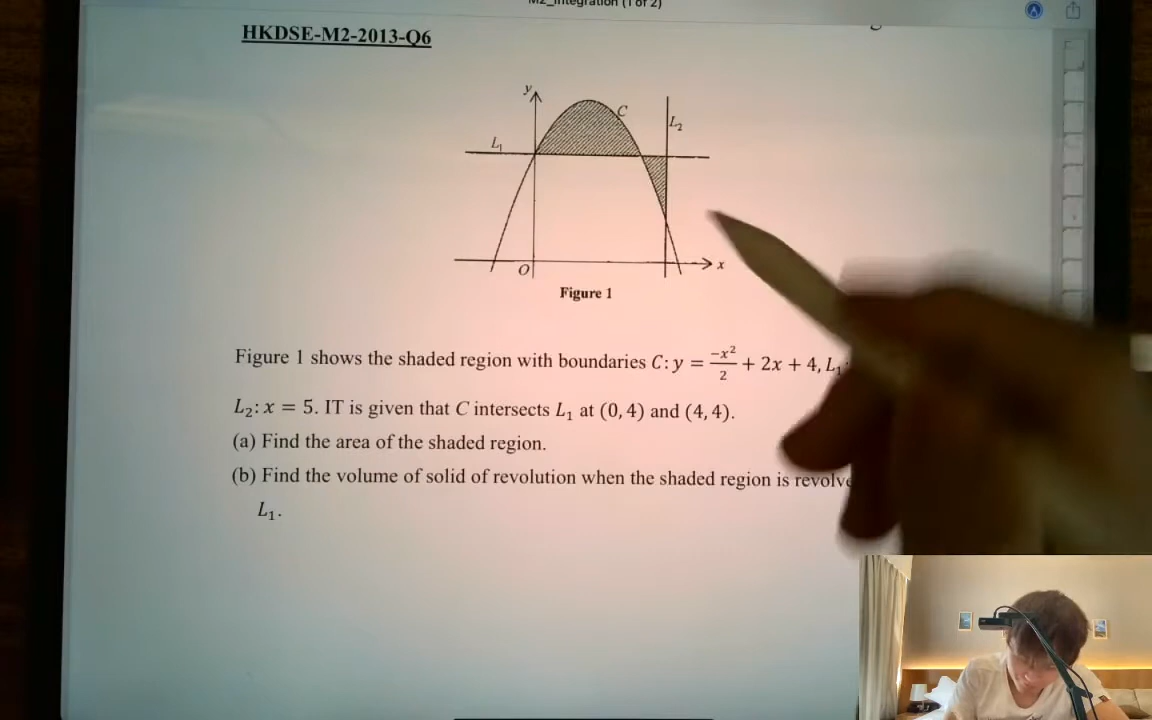 M2_Integration (1 of 2)
HKDSE-M2-2013-Q6
y
C
L₂
L₁
O
x
Figure 1
Figure 1 shows the shaded region with boundaries C: y = −x²/2 + 2x + 4, L₁
L₂: x = 5. IT is given that C intersects L₁ at (0, 4) and (4, 4).
(a) Find the area of the shaded region.
(b) Find the volume of solid of revolution when the shaded region is
L₁.